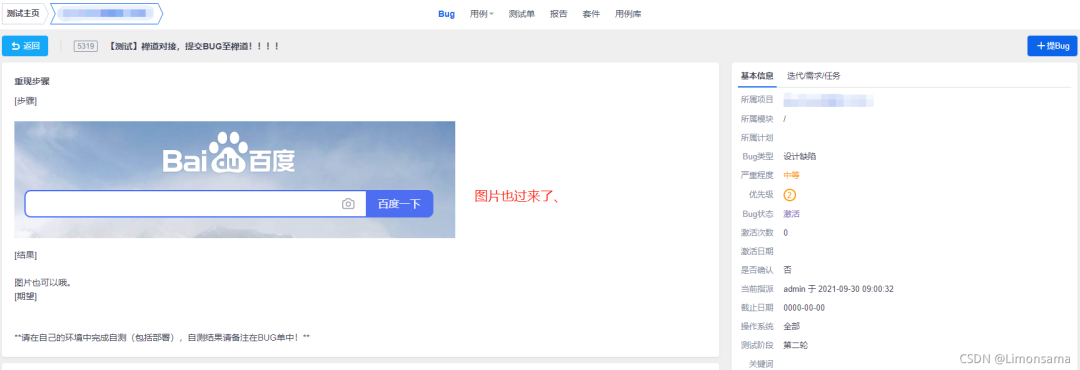 测试主页
Bug 用例 测试单 报告 套件 用例库
返回 5319 【测试】禅道对接，提交BUG至禅道！！！！
+提Bug
重现步骤
[步骤]
Bai du 百度
百度一下
图片也过来了、
[结果]
图片也可以哦。
[期望]
**请在自己的环境中完成自测（包括部署），自测结果请备注在BUG单中！**
基本信息 迭代/需求/任务
所属项目
所属模块 /
所属计划
Bug类型 设计缺陷
严重程度 中等
优先级 2
Bug状态 激活
激活次数 0
激活日期
是否确认 否
当前指派 admin 于 2021-09-30 09:00:32
截止日期 0000-00-00
操作系统 全部
测试阶段 第二轮
关键词
CSDN @Limonsama